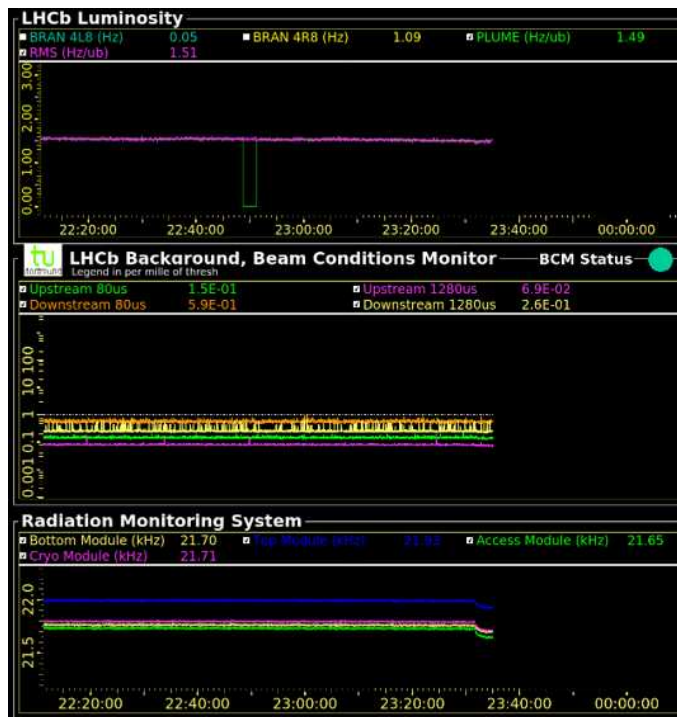 LHCb Luminosity
BRAN 4L8 (Hz) 0.05 BRAN 4R8 (Hz) 1.09 PLUME (Hz/ub) 1.49
RMS (Hz/ub) 1.51
3.00
2.00
1.00
0.00
22:20:00 22:40:00 23:00:00 23:20:00 23:40:00 00:00:00
tu
dortmund
LHCb Background, Beam Conditions Monitor BCM Status
Legend in per mille of thresh
Upstream 80us 1.5E-01 Upstream 1280us 6.9E-02
Downstream 80us 5.9E-01 Downstream 1280us 2.6E-01
10 100
1
0.1
0.001
Radiation Monitoring System
Bottom Module (kHz) 21.70 Top Module (kHz) 21.93 Access Module (kHz) 21.65
Cryo Module (kHz) 21.71
22.0
21.5
22:20:00 22:40:00 23:00:00 23:20:00 23:40:00 00:00:00